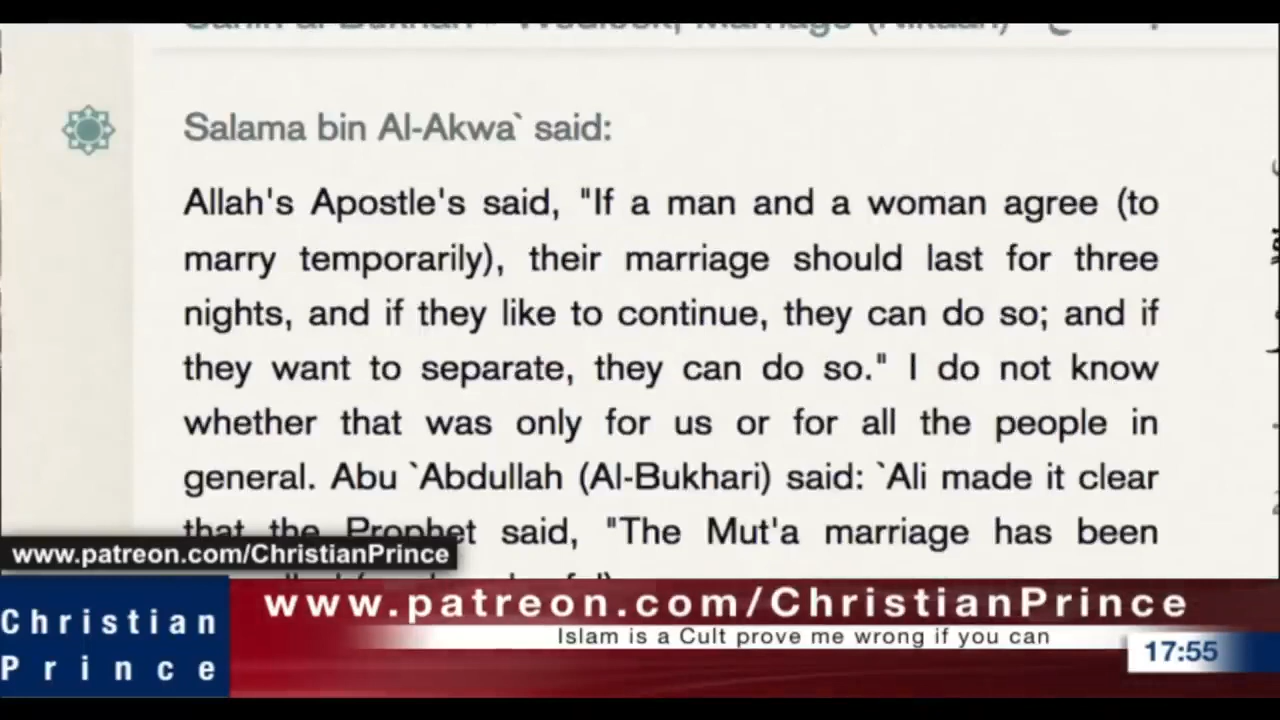 Salama bin Al-Akwa` said:
Allah's Apostle's said, "If a man and a woman agree (to
marry temporarily), their marriage should last for three
nights, and if they like to continue, they can do so; and if
they want to separate, they can do so." I do not know
whether that was only for us or for all the people in
general. Abu `Abdullah (Al-Bukhari) said: `Ali made it clear
that the Prophet said, "The Mut'a marriage has been
www.patreon.com/ChristianPrince
Christian
Prince
www.patreon.com/ChristianPrince
Islam is a Cult prove me wrong if you can
17:55